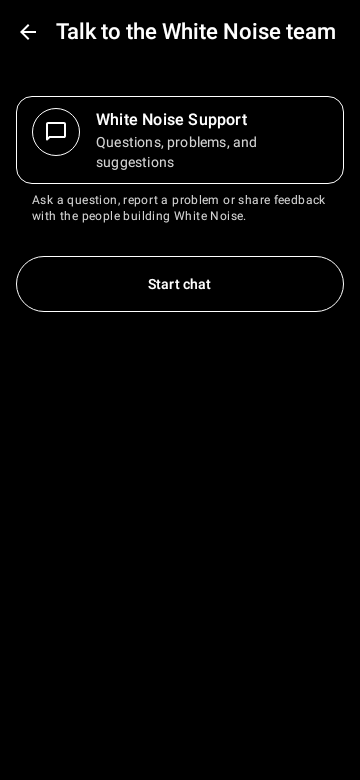 Talk to the White Noise team
White Noise Support
Questions, problems, and
suggestions
Ask a question, report a problem or share feedback
with the people building White Noise.
Start chat